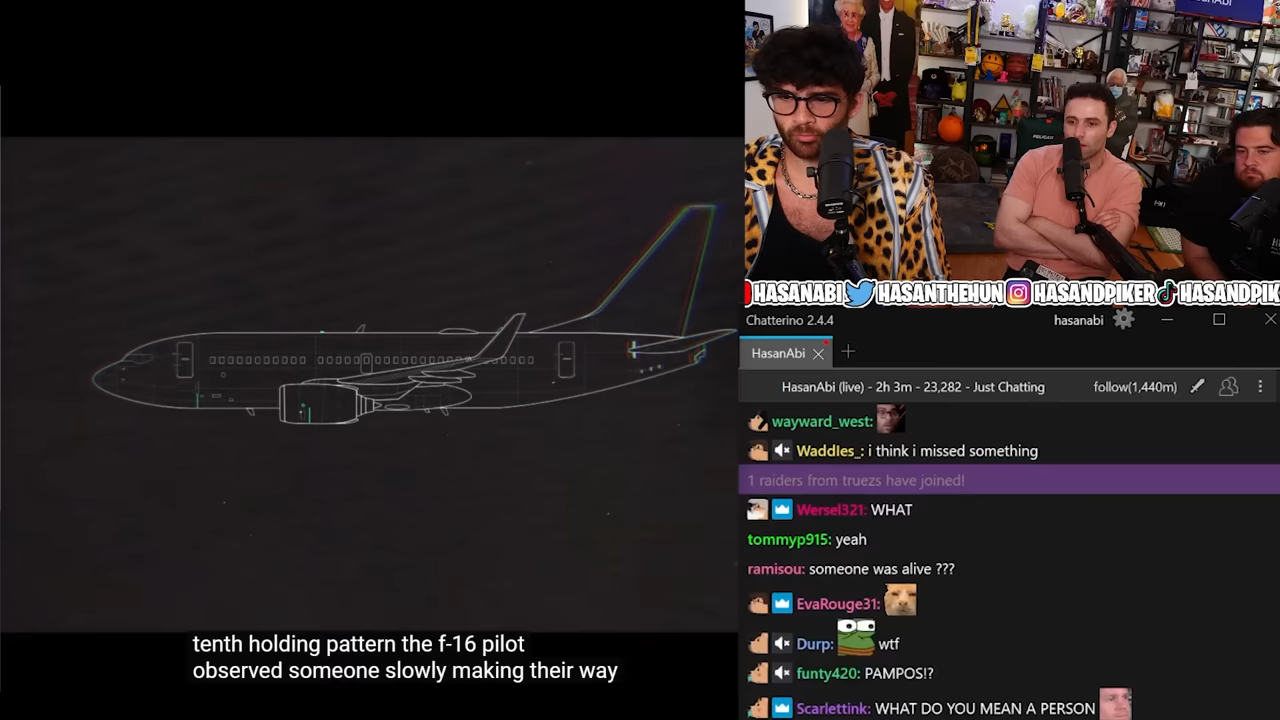 tenth holding pattern the f-16 pilot
observed someone slowly making their way
HASANABI HASANTHEHUN HASANDPIKER HASANDPIK
Chatterino 2.4.4
hasanabi
HasanAbi
HasanAbi (live) - 2h 3m - 23,282 - Just Chatting
follow(1,440m)
wayward_west:
Waddles_: i think i missed something
1 raiders from truezs have joined!
Wersel321: WHAT
tommyp915: yeah
ramisou: someone was alive ???
EvaRouge31:
Durp: wtf
funty420: PAMPOS!?
Scarlettink: WHAT DO YOU MEAN A PERSON